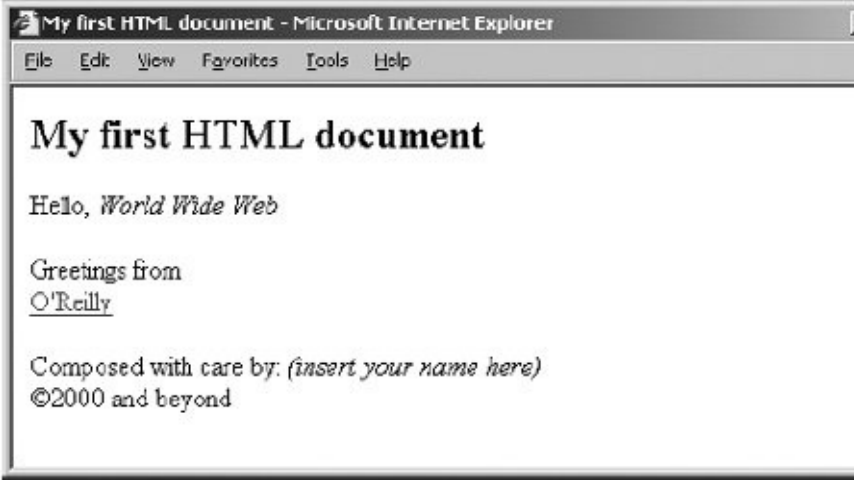 My first HTML document - Microsoft Internet Explorer
File Edit View Favorites Tools Help
My first HTML document
Hello, World Wide Web
Greetings from
O'Reilly
Composed with care by: (insert your name here)
©2000 and beyond